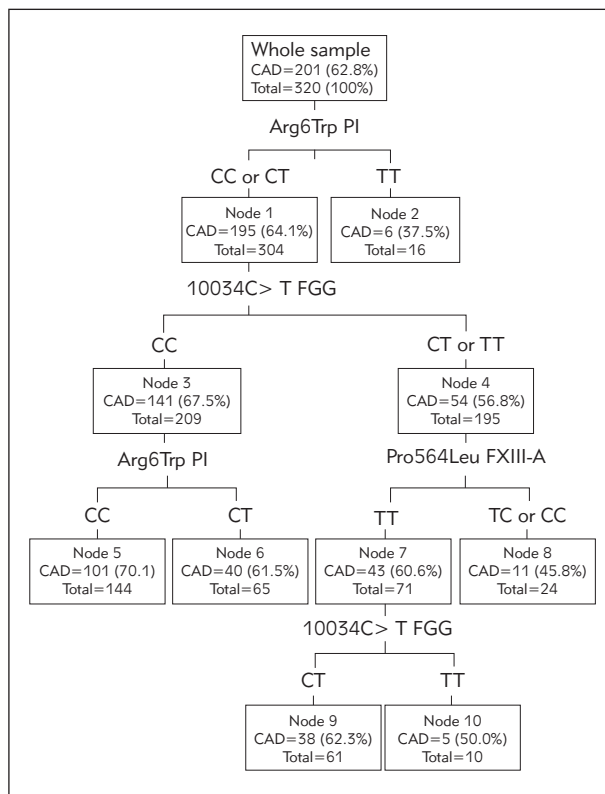 Whole sample
CAD=201 (62.8%)
Total=320 (100%)
Arg6Trp PI
CC or CT
TT
Node 1
CAD=195 (64.1%)
Total=304
Node 2
CAD=6 (37.5%)
Total=16
10034C> T FGG
CC
CT or TT
Node 3
CAD=141 (67.5%)
Total=209
Node 4
CAD=54 (56.8%)
Total=195
Arg6Trp PI
Pro564Leu FXIII-A
CC
CT
TT
TC or CC
Node 5
CAD=101 (70.1)
Total=144
Node 6
CAD=40 (61.5%)
Total=65
Node 7
CAD=43 (60.6%)
Total=71
Node 8
CAD=11 (45.8%)
Total=24
10034C> T FGG
CT
TT
Node 9
CAD=38 (62.3%)
Total=61
Node 10
CAD=5 (50.0%)
Total=10